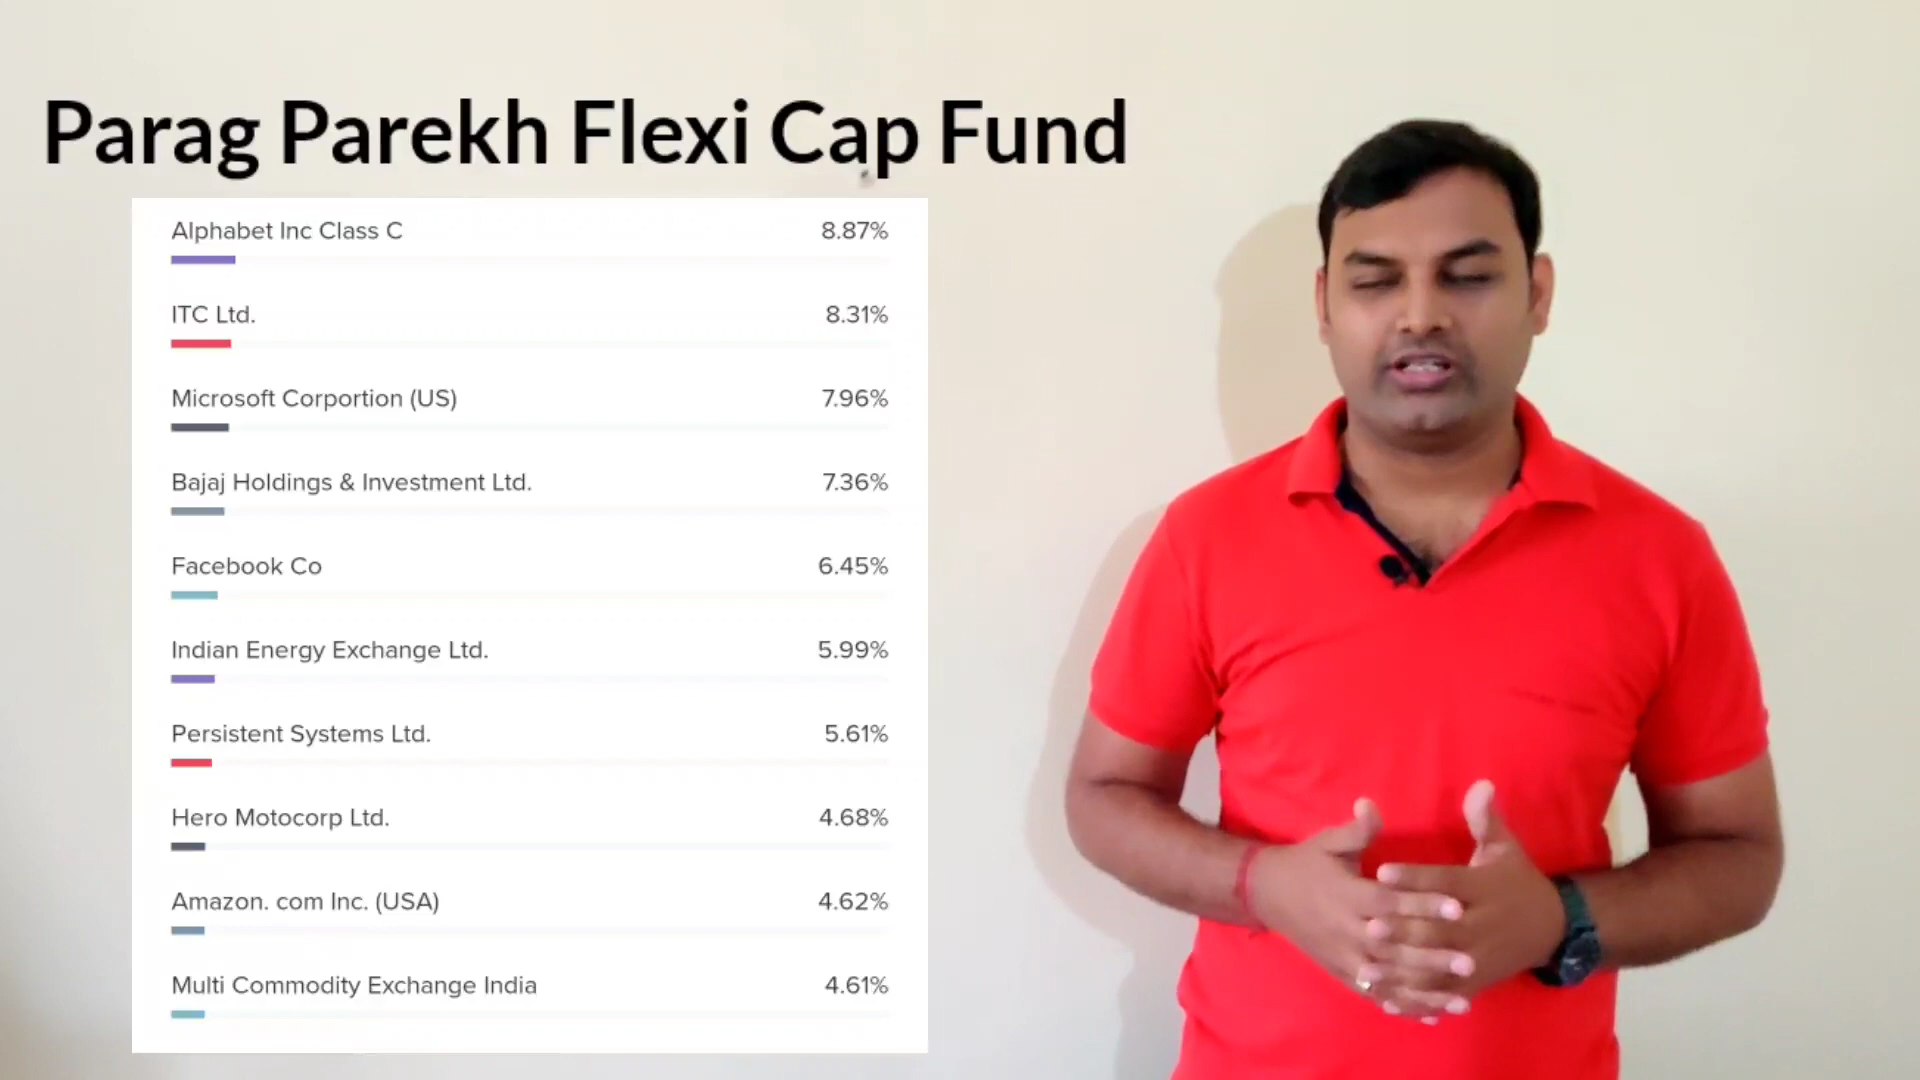 Parag Parekh Flexi Cap Fund
Alphabet Inc Class C 8.87%
ITC Ltd. 8.31%
Microsoft Corportion (US) 7.96%
Bajaj Holdings & Investment Ltd. 7.36%
Facebook Co 6.45%
Indian Energy Exchange Ltd. 5.99%
Persistent Systems Ltd. 5.61%
Hero Motocorp Ltd. 4.68%
Amazon. com Inc. (USA) 4.62%
Multi Commodity Exchange India 4.61%